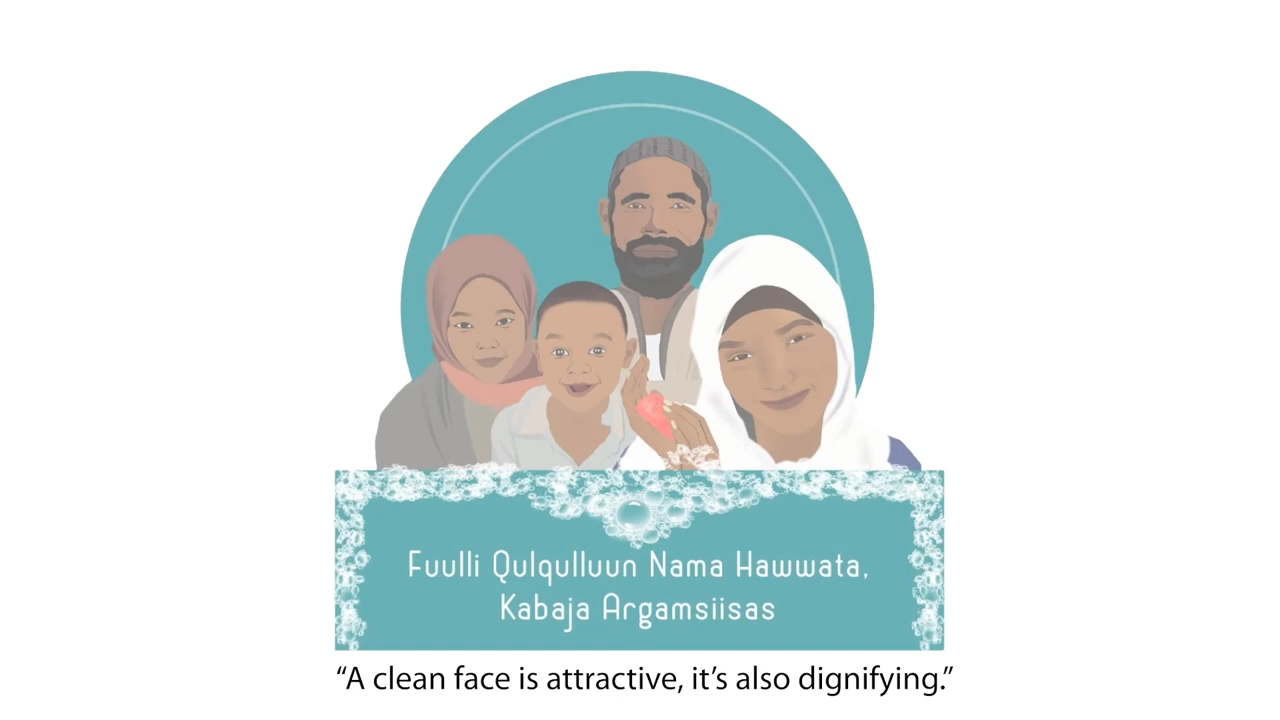 Fuulli Qulqulluun Nama Hawwata,
Kabaja Argamsiisas
“A clean face is attractive, it’s also dignifying.”